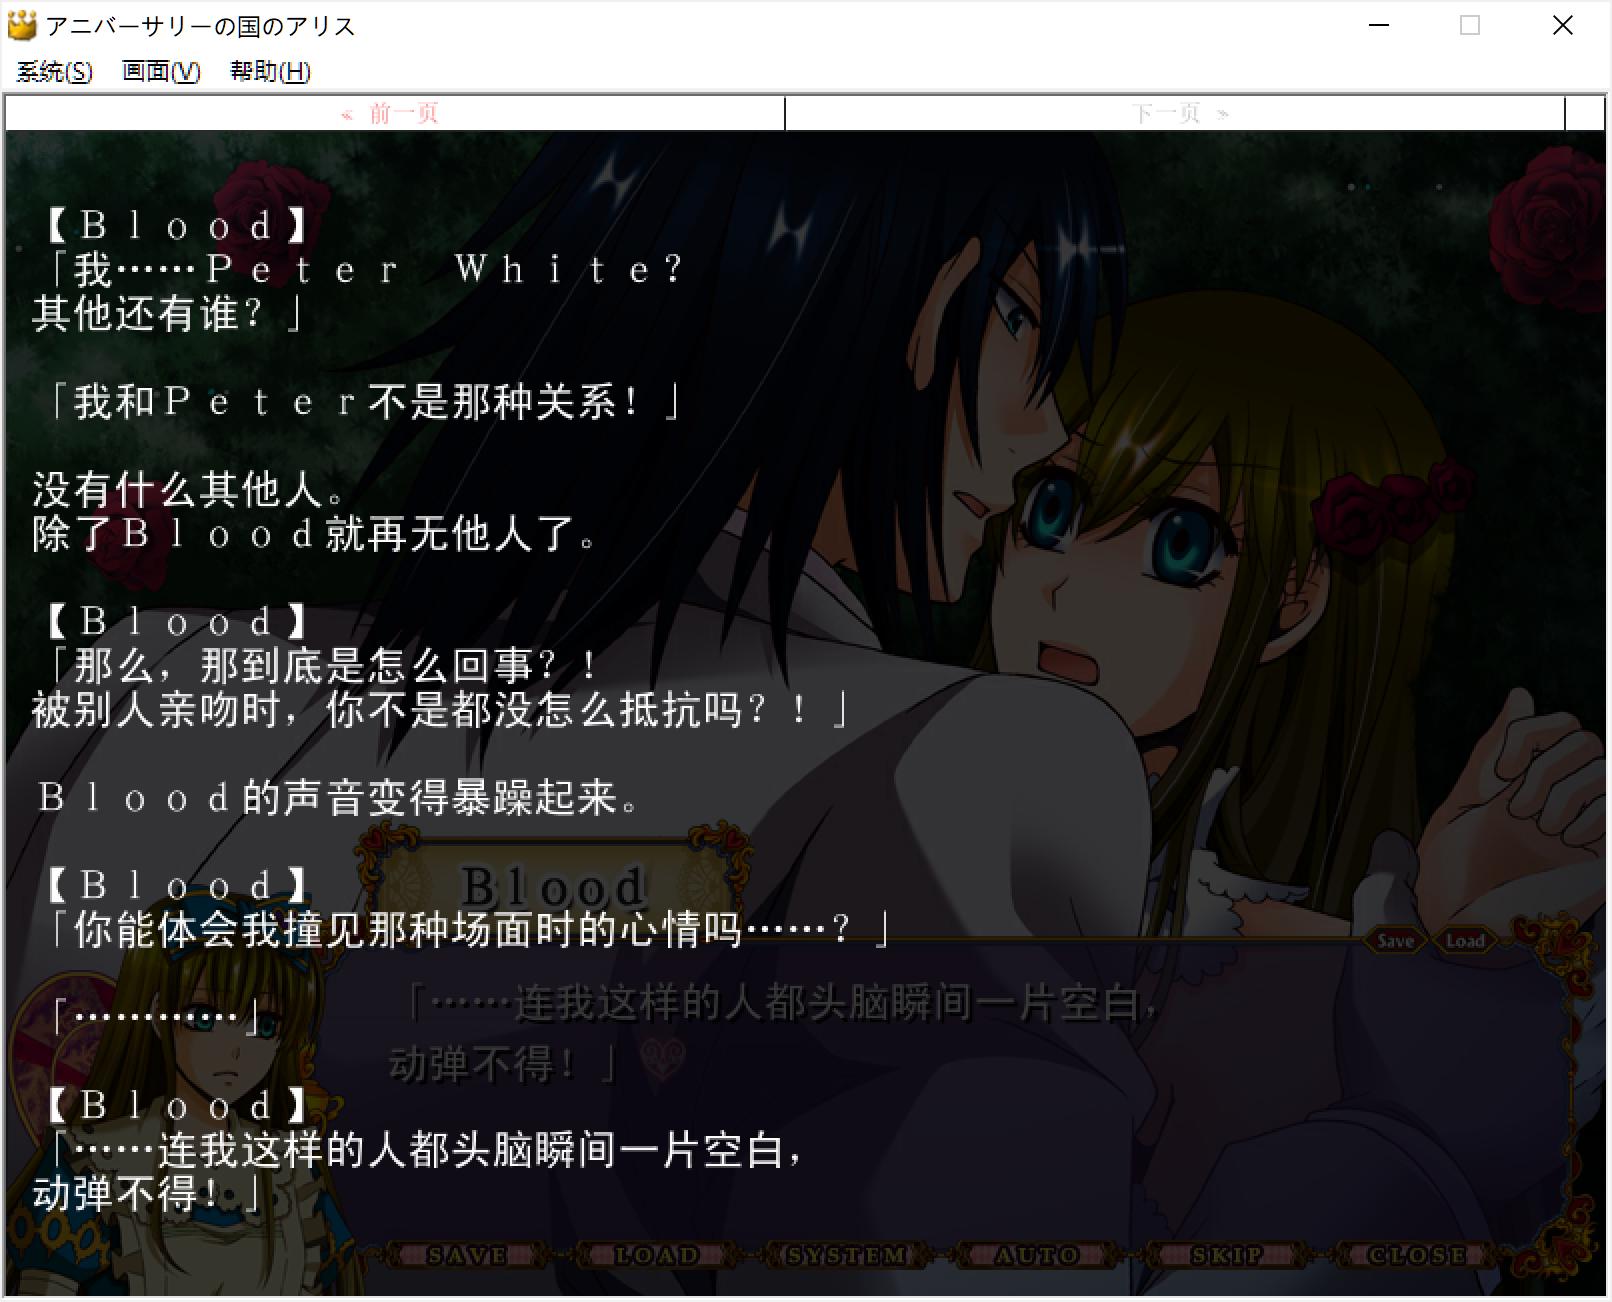 アニバーサリーの国のアリス
系统(S) 画面(V) 帮助(H)
« 前一页 下一页 »
【Ｂｌｏｏｄ】
「我……Ｐｅｔｅｒ　Ｗｈｉｔｅ？
其他还有谁？」
「我和Ｐｅｔｅｒ不是那种关系！」
没有什么其他人。
除了Ｂｌｏｏｄ就再无他人了。
【Ｂｌｏｏｄ】
「那么，那到底是怎么回事？！
被别人亲吻时，你不是都没怎么抵抗吗？！」
Ｂｌｏｏｄ的声音变得暴躁起来。
【Ｂｌｏｏｄ】
「你能体会我撞见那种场面时的心情吗……？」
「…………」
【Ｂｌｏｏｄ】
「……连我这样的人都头脑瞬间一片空白，
动弹不得！」
Blood
Save Load
「……连我这样的人都头脑瞬间一片空白，
动弹不得！」
SAVE LOAD SYSTEM AUTO SKIP CLOSE